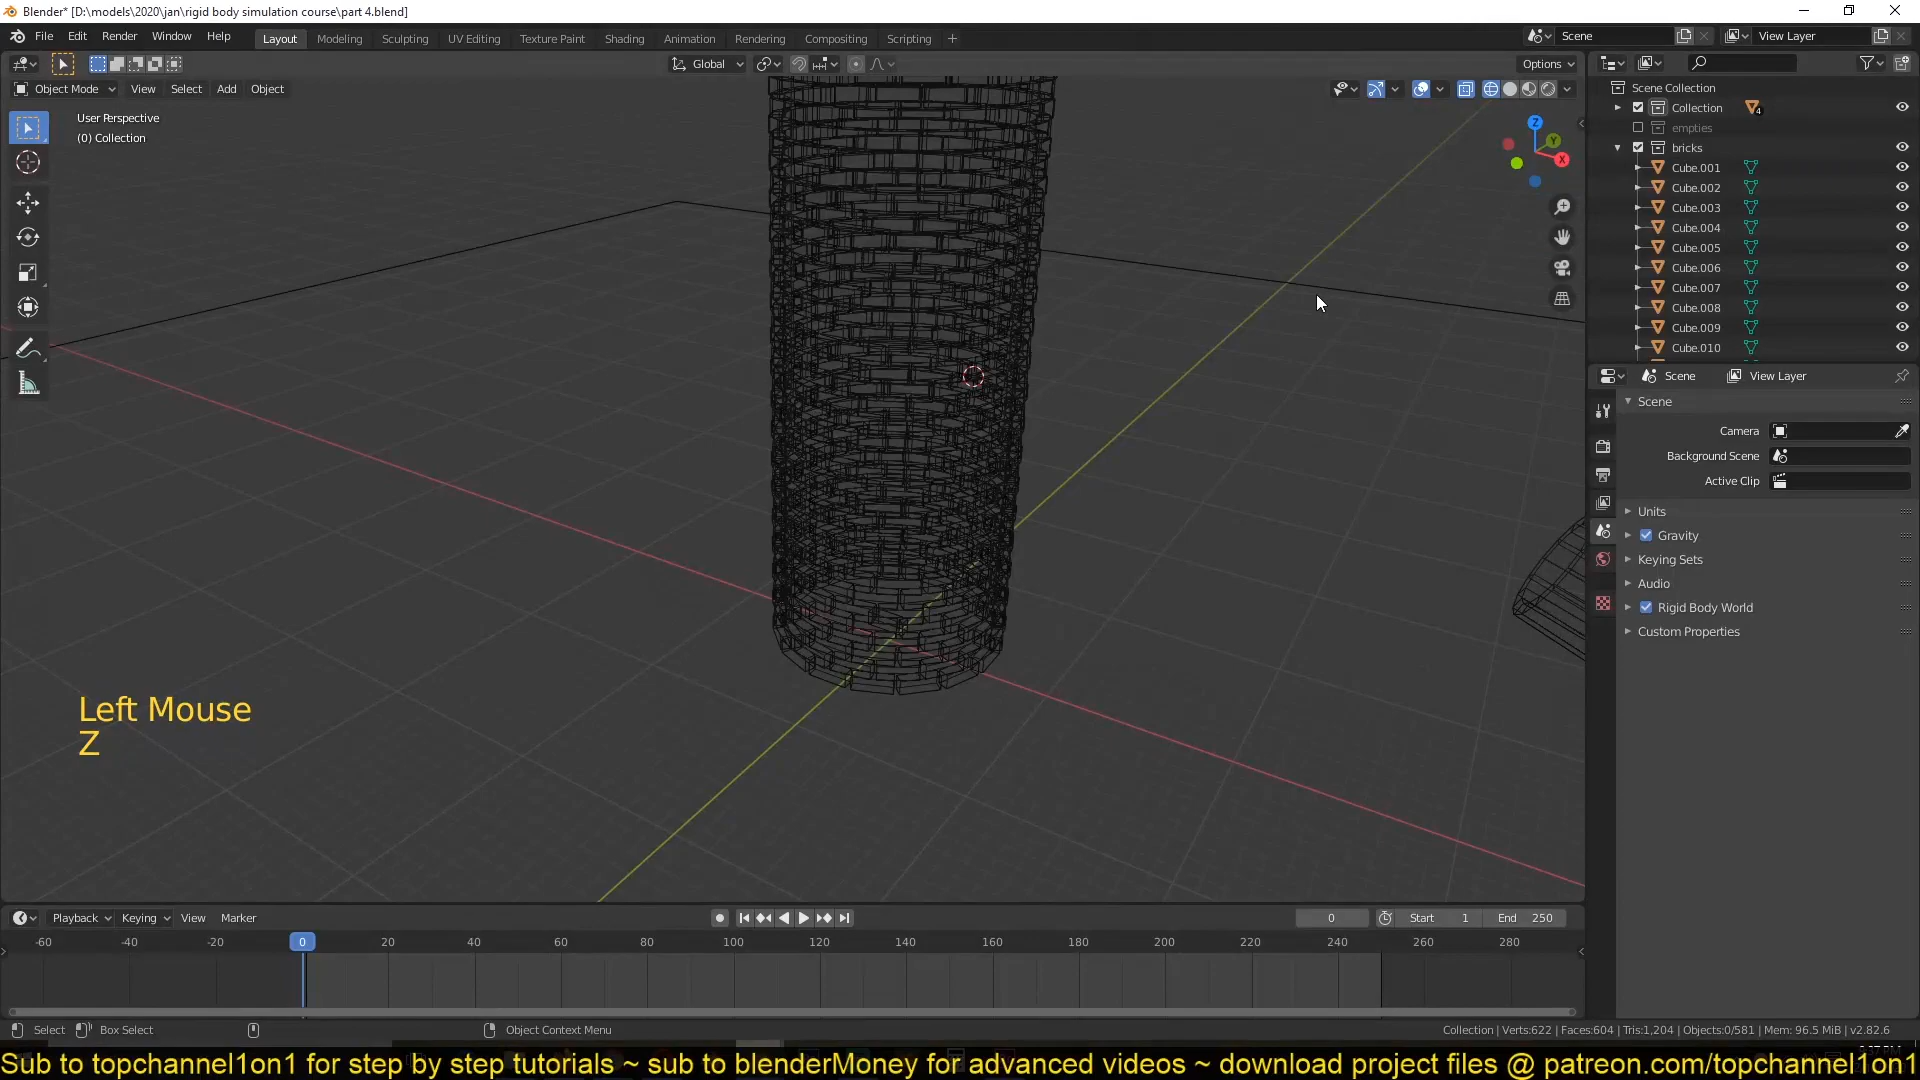 Blender* [D:\models\2020\jan\rigid body simulation course\part 4.blend]
File Edit Render Window Help
Layout Modeling Sculpting UV Editing Texture Paint Shading Animation Rendering Compositing Scripting +
Scene
View Layer
Global
Options
Object Mode View Select Add Object
User Perspective
(0) Collection
Z
Y
X
Scene Collection
Collection 4
empties
bricks
Cube.001
Cube.002
Cube.003
Cube.004
Cube.005
Cube.006
Cube.007
Cube.008
Cube.009
Cube.010
Scene View Layer
Scene
Camera
Background Scene
Active Clip
Units
Gravity
Keying Sets
Audio
Rigid Body World
Custom Properties
Left Mouse
Z
Playback Keying View Marker
0 Start 1 End 250
-60 -40 -20 0 20 40 60 80 100 120 140 160 180 200 220 240 260 280
Select Box Select Object Context Menu
Collection | Verts:622 | Faces:604 | Tris:1,204 | Objects:0/581 | Mem: 96.5 MiB | v2.82.6
Sub to topchannel1on1 for step by step tutorials ~ sub to blenderMoney for advanced videos ~ download project files @ patreon.com/topchannel1on1